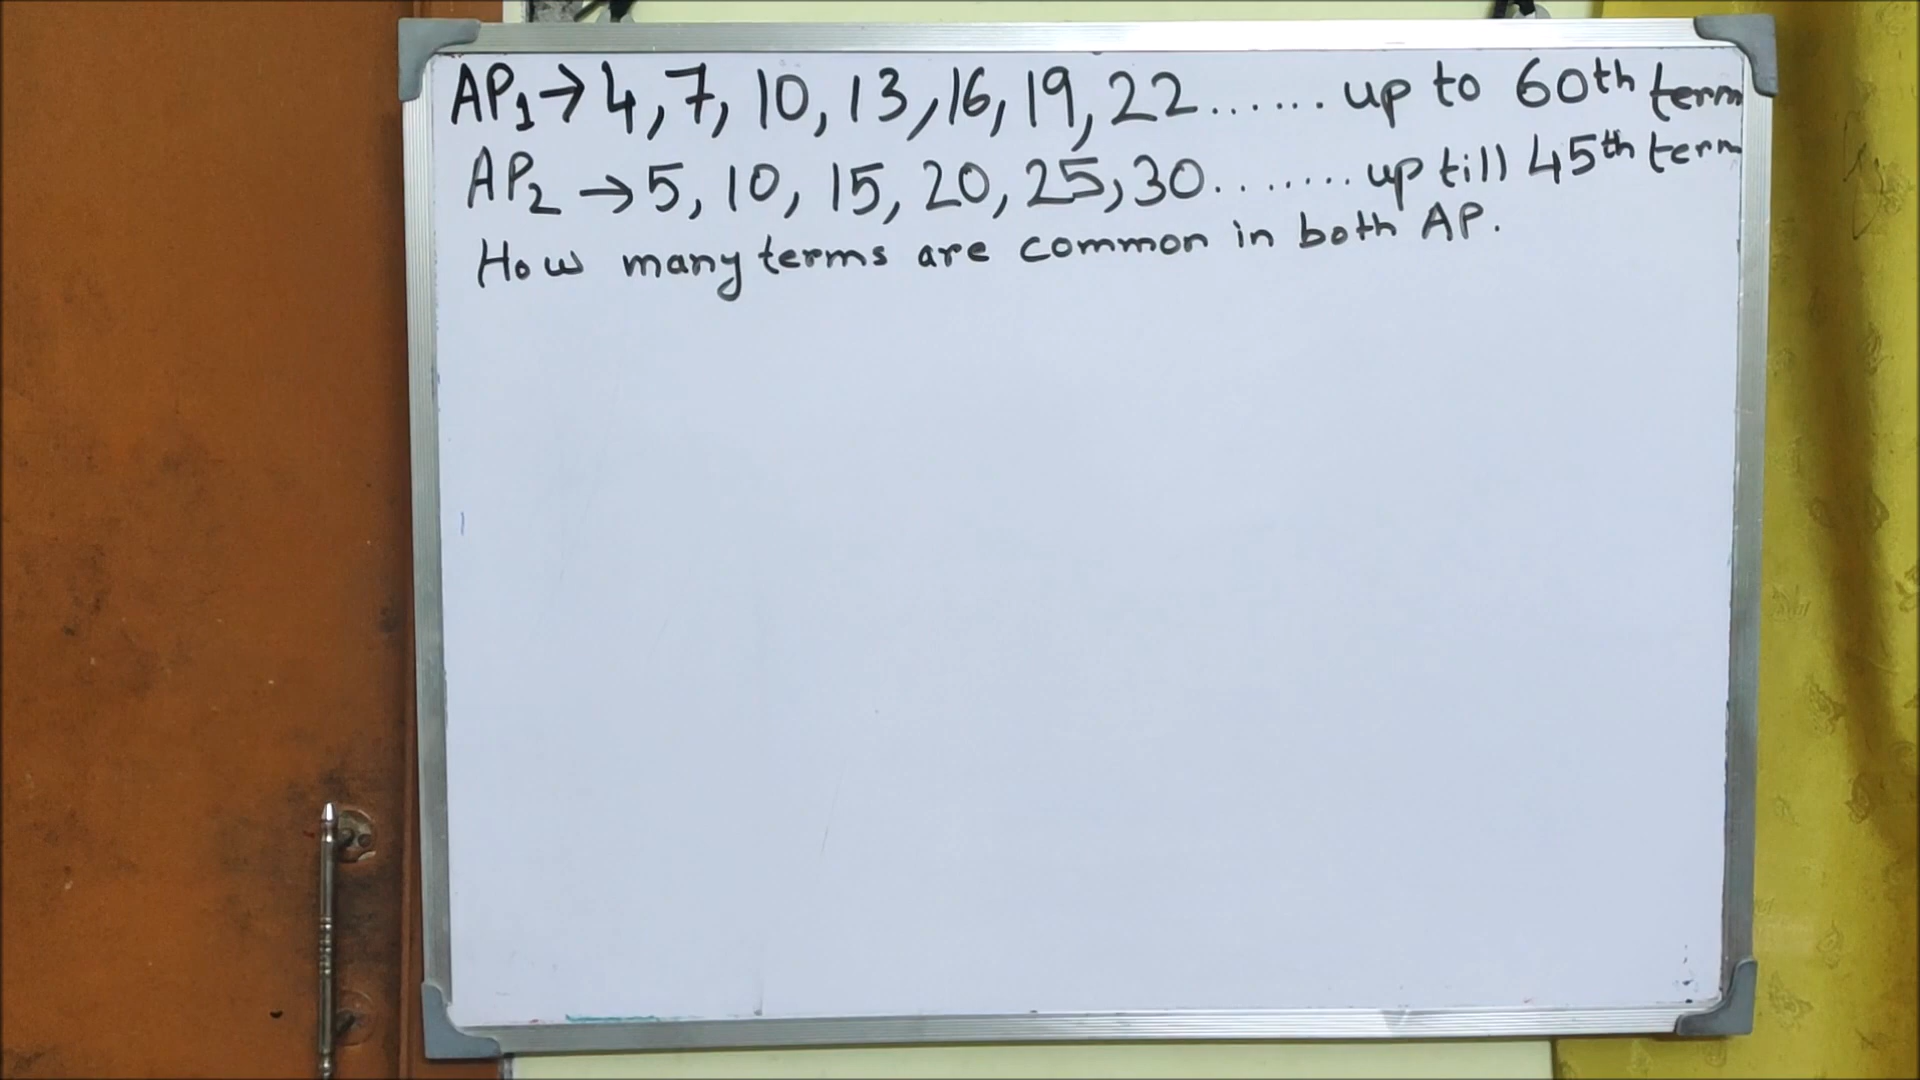 AP₁→4,7,10,13,16,19,22...... up to 60th term
AP₂→5,10,15,20,25,30....... up till 45th term
How many terms are common in both AP.